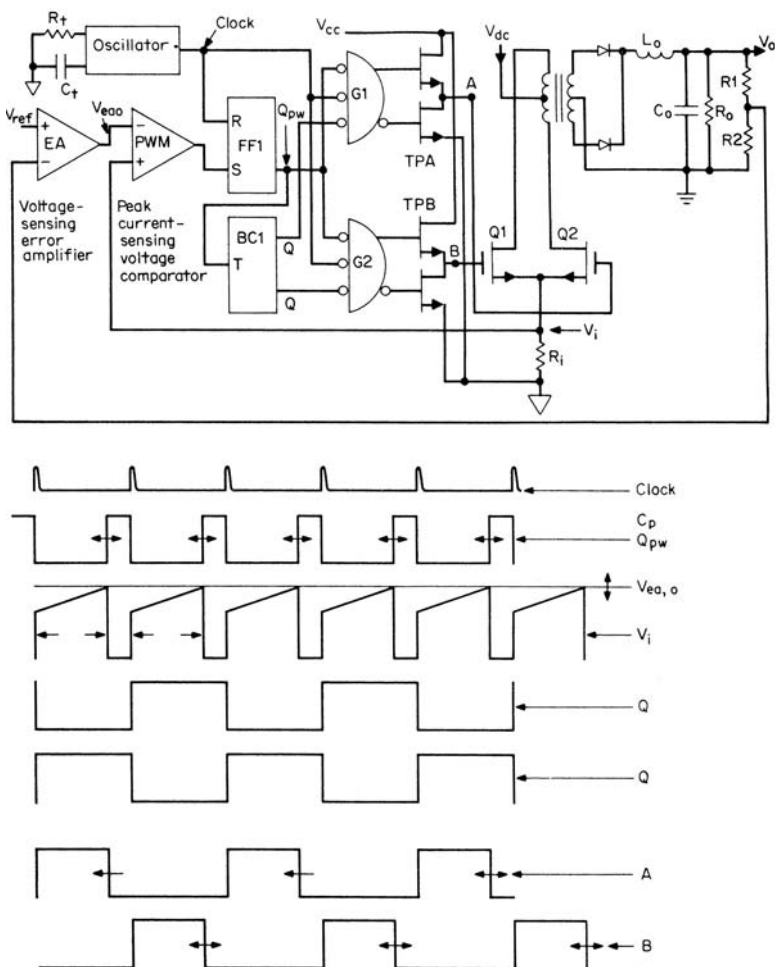 Rt
Oscillator
Clock
Ct
Vcc
Vdc
Lo
Vo
A
G1
R
FF1
S
Qpw
Vref
+
EA
−
Veao
−
PWM
+
Co
Ro
R1
R2
TPA
TPB
Voltage-
sensing
error
amplifier
Peak
current-
sensing
voltage
comparator
BC1
Q
T
Q
G2
B
Q1
Q2
Vi
Ri
Clock
Cp
Qpw
Vea,o
Vi
Q
Q
A
B